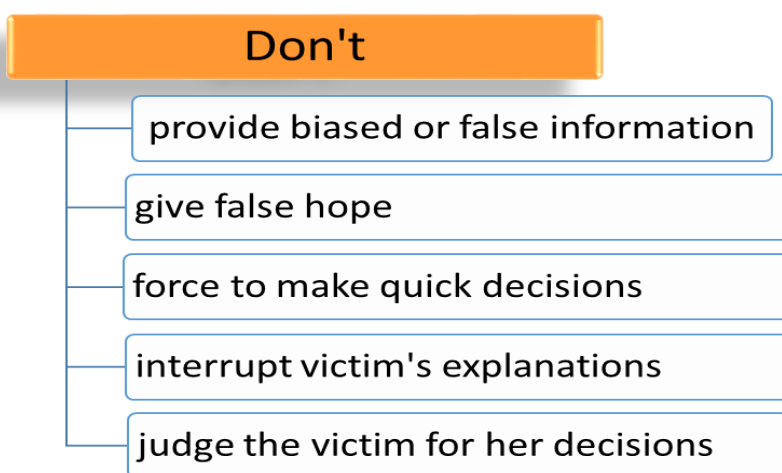 Don't
provide biased or false information
give false hope
force to make quick decisions
interrupt victim's explanations
judge the victim for her decisions